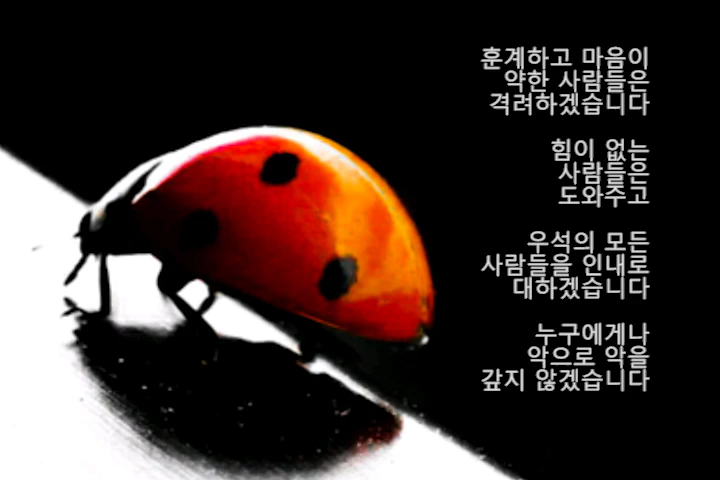 훈계하고 마음이
약한 사람들은
격려하겠습니다
힘이 없는
사람들은
도와주고
우석의 모든
사람들을 인내로
대하겠습니다
누구에게나
악으로 악을
갚지 않겠습니다